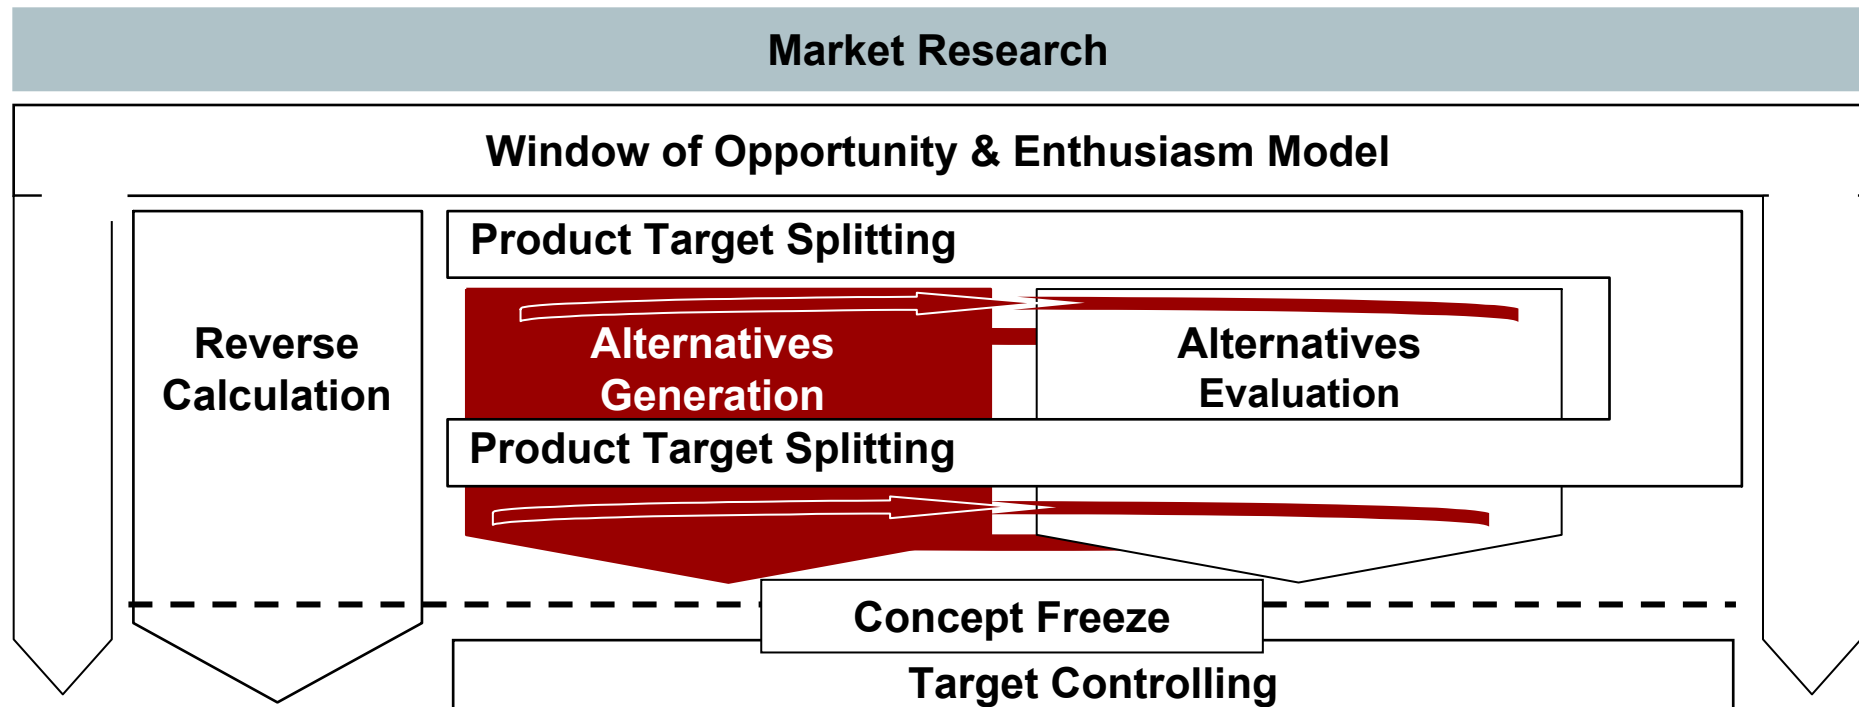 Market Research
Window of Opportunity & Enthusiasm Model
Product Target Splitting
Reverse
Calculation
Alternatives
Generation
Alternatives
Evaluation
Product Target Splitting
Concept Freeze
Target Controlling